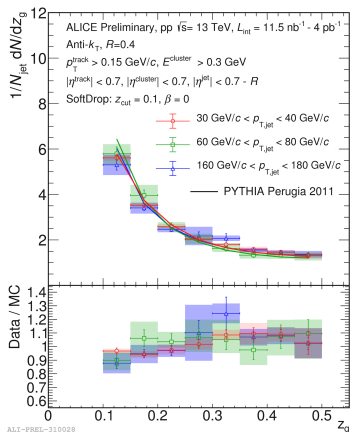 1/N_jet dN/dz_g
12
10
8
6
4
2
ALICE Preliminary, pp √s= 13 TeV, L_int = 11.5 nb⁻¹ - 4 pb⁻¹
Anti-k_T, R=0.4
p_T^track > 0.15 GeV/c, E^cluster > 0.3 GeV
|η^track| < 0.7, |η^cluster| < 0.7, |η^jet| < 0.7 - R
SoftDrop: z_cut = 0.1, β = 0
30 GeV/c < p_T,jet < 40 GeV/c
60 GeV/c < p_T,jet < 80 GeV/c
160 GeV/c < p_T,jet < 180 GeV/c
PYTHIA Perugia 2011
Data / MC
1.4
1.3
1.2
1.1
1.0
0.9
0.8
0.7
0.6
0 0.1 0.2 0.3 0.4 0.5
z_g
ALI-PREL-310028